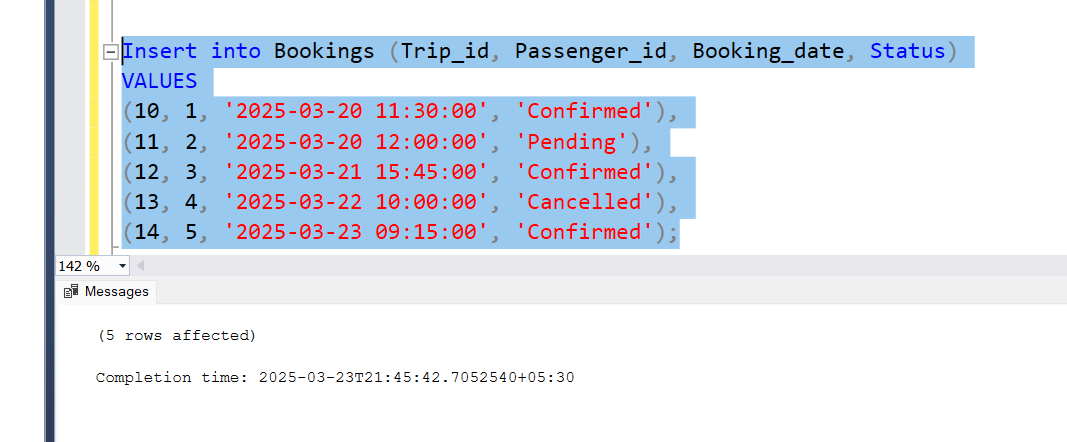 Insert into Bookings (Trip_id, Passenger_id, Booking_date, Status)
VALUES
(10, 1, '2025-03-20 11:30:00', 'Confirmed'),
(11, 2, '2025-03-20 12:00:00', 'Pending'),
(12, 3, '2025-03-21 15:45:00', 'Confirmed'),
(13, 4, '2025-03-22 10:00:00', 'Cancelled'),
(14, 5, '2025-03-23 09:15:00', 'Confirmed');
142 %
Messages
(5 rows affected)
Completion time: 2025-03-23T21:45:42.7052540+05:30